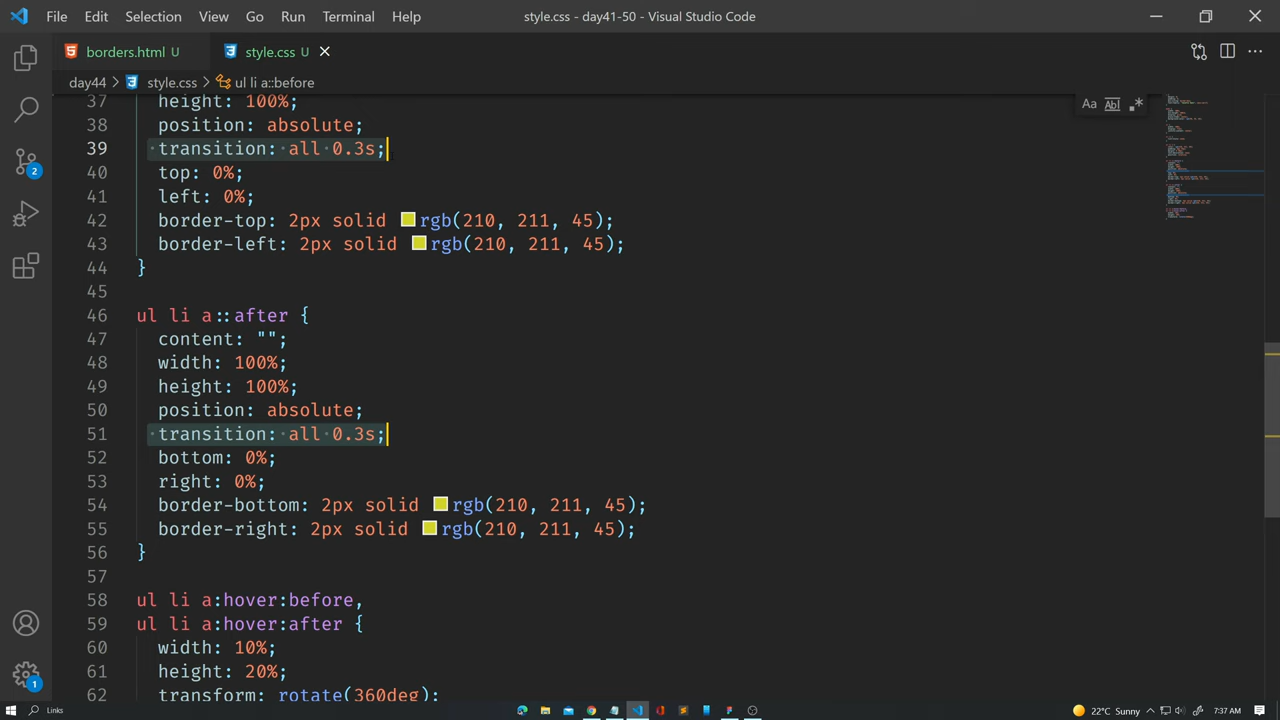 File Edit Selection View Go Run Terminal Help
style.css - day41-50 - Visual Studio Code
borders.html U
style.css U
day44 > style.css > ul li a::before
Aa Ab| .*
37 height: 100%;
38 position: absolute;
39 transition: all 0.3s;
40 top: 0%;
41 left: 0%;
42 border-top: 2px solid rgb(210, 211, 45);
43 border-left: 2px solid rgb(210, 211, 45);
44 }
45
46 ul li a::after {
47 content: "";
48 width: 100%;
49 height: 100%;
50 position: absolute;
51 transition: all 0.3s;
52 bottom: 0%;
53 right: 0%;
54 border-bottom: 2px solid rgb(210, 211, 45);
55 border-right: 2px solid rgb(210, 211, 45);
56 }
57
58 ul li a:hover:before,
59 ul li a:hover:after {
60 width: 10%;
61 height: 20%;
62 transform: rotate(360deg);
2
1
Links
22°C Sunny
7:37 AM